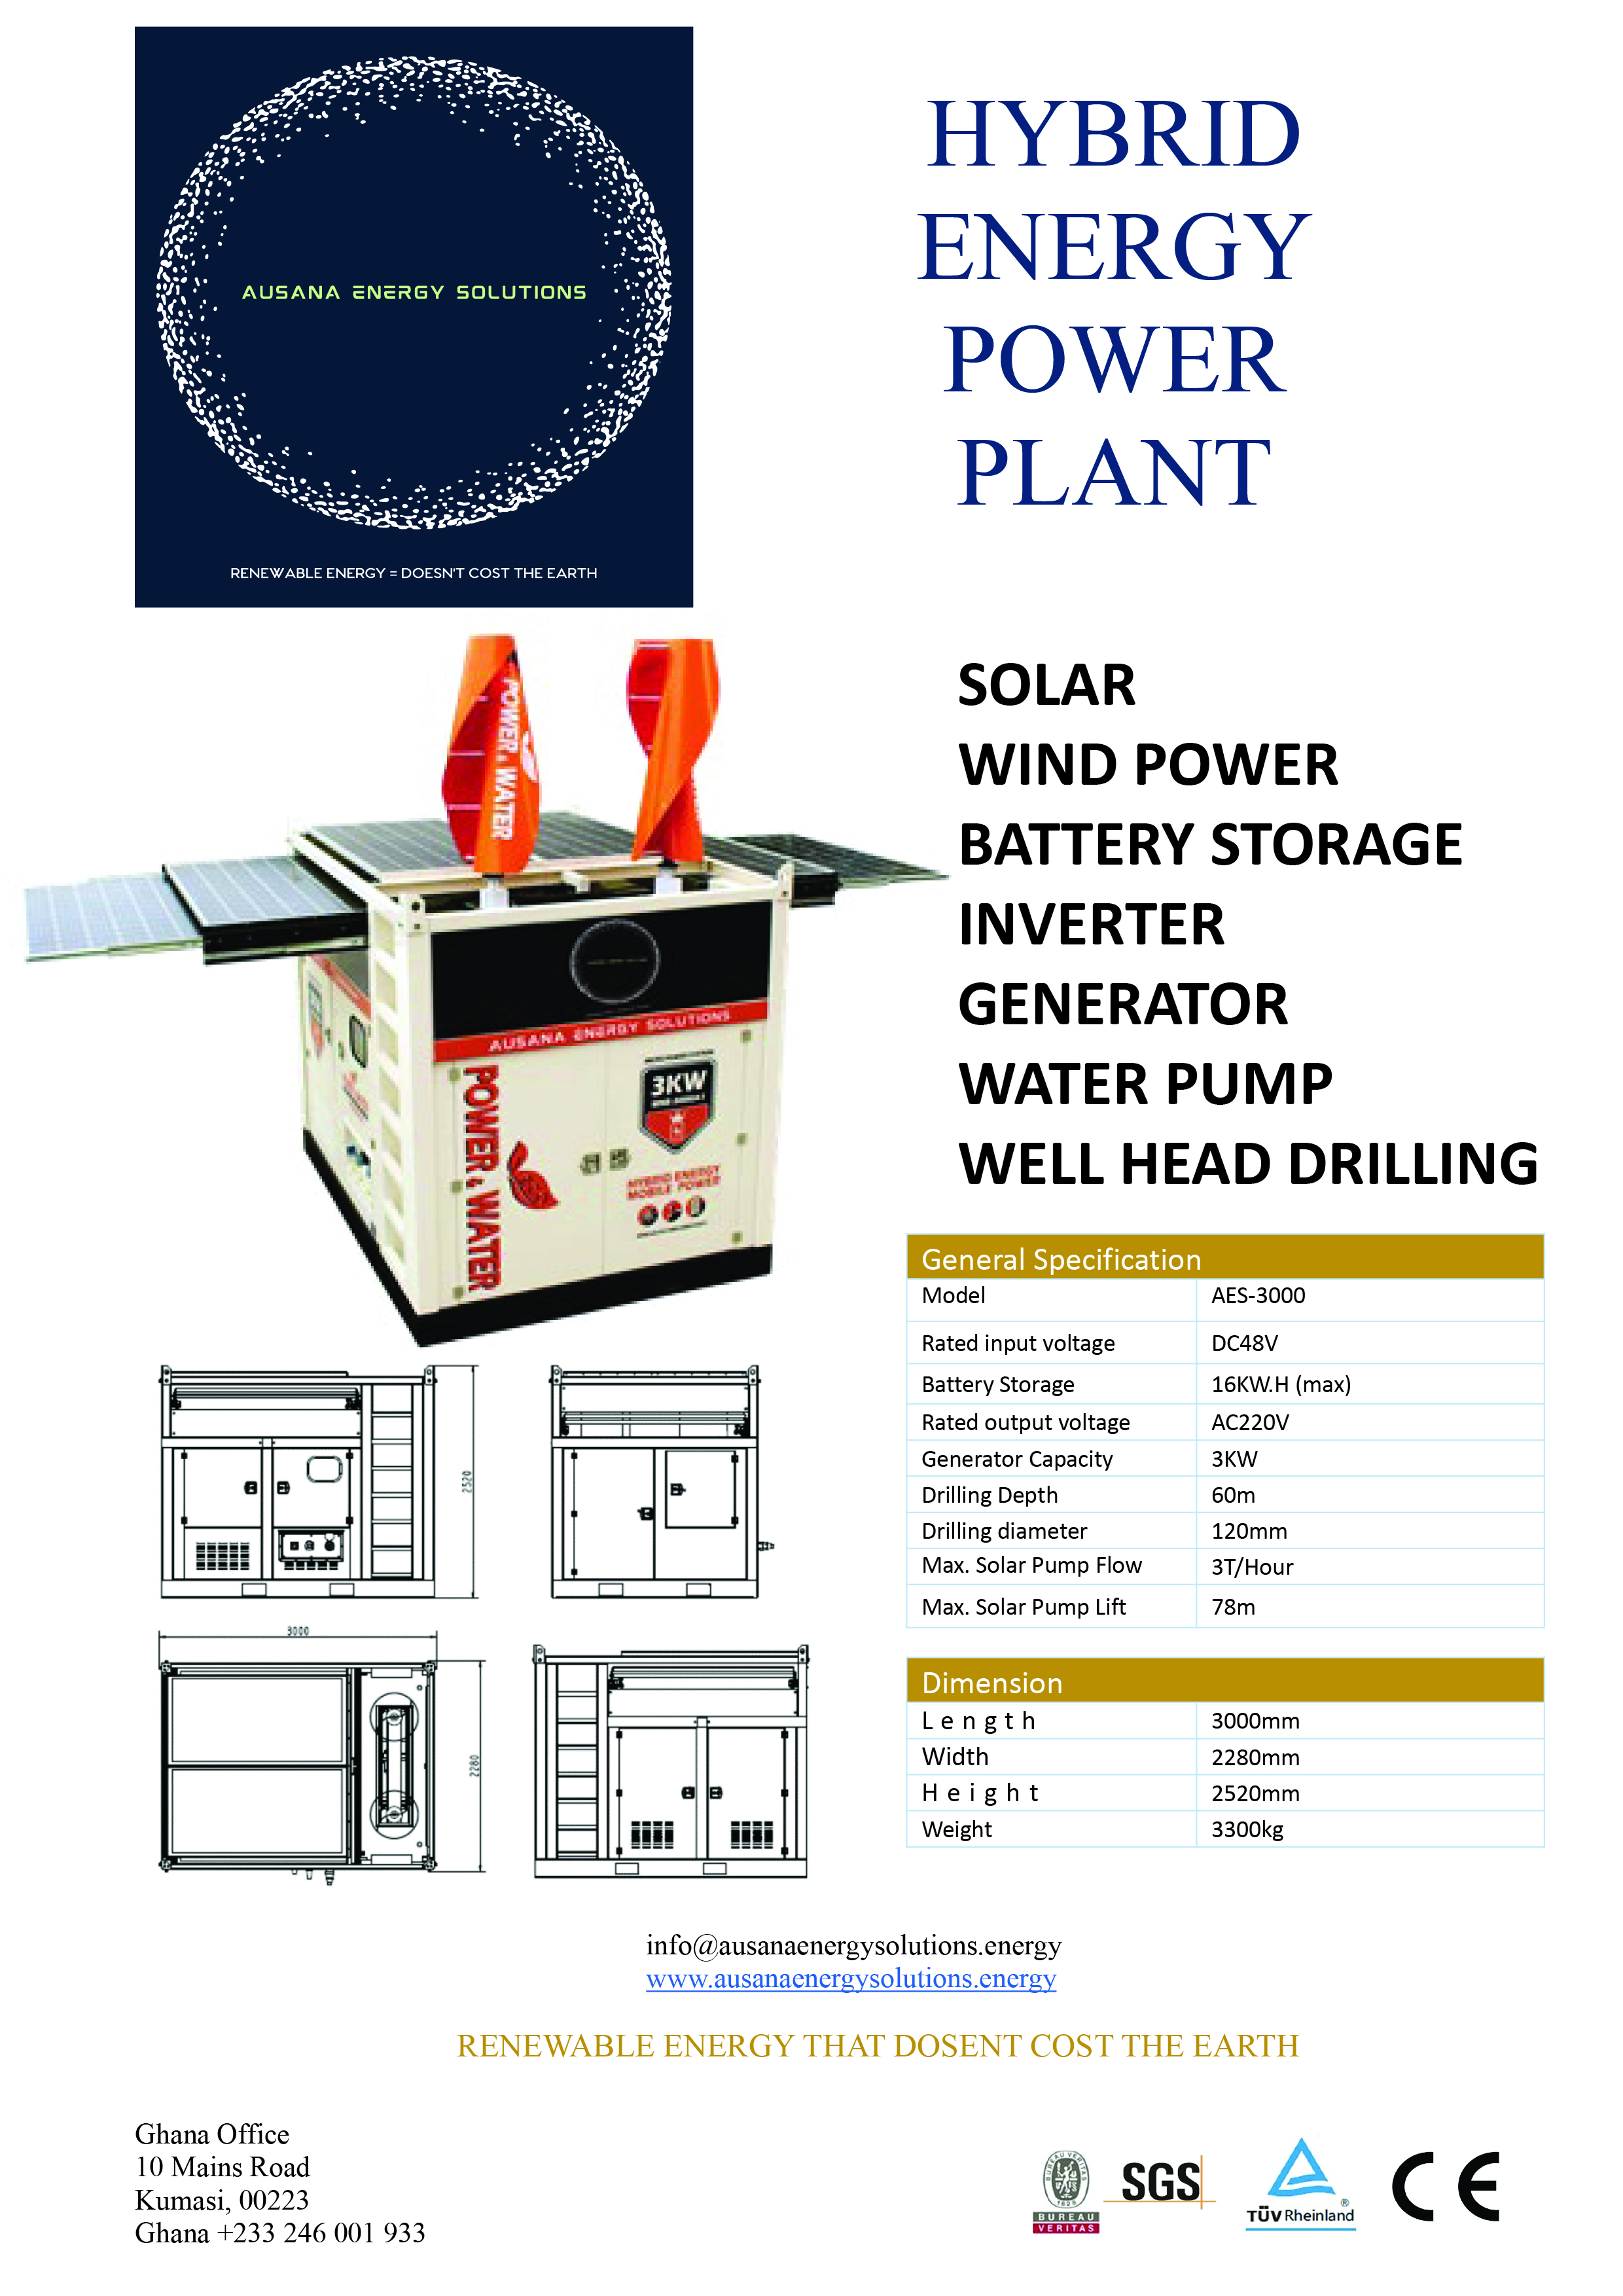 AUSANA ENERGY SOLUTIONS
RENEWABLE ENERGY = DOESN'T COST THE EARTH
HYBRID
ENERGY
POWER
PLANT
POWER & WATER
AUSANA ENERGY SOLUTIONS
POWER & WATER
3KW
HYBRID ENERGY
MOBILE POWER
SOLAR
WIND POWER
BATTERY STORAGE
INVERTER
GENERATOR
WATER PUMP
WELL HEAD DRILLING
General Specification
Model AES-3000
Rated input voltage DC48V
Battery Storage 16KW.H (max)
Rated output voltage AC220V
Generator Capacity 3KW
Drilling Depth 60m
Drilling diameter 120mm
Max. Solar Pump Flow 3T/Hour
Max. Solar Pump Lift 78m
Dimension
Length 3000mm
Width 2280mm
Height 2520mm
Weight 3300kg
2520
3000
2280
info@ausanaenergysolutions.energy
www.ausanaenergysolutions.energy
RENEWABLE ENERGY THAT DOSENT COST THE EARTH
Ghana Office
10 Mains Road
Kumasi, 00223
Ghana +233 246 001 933
BUREAU VERITAS
1828
BUREAU
VERITAS
SGS
TÜVRheinland®
CE